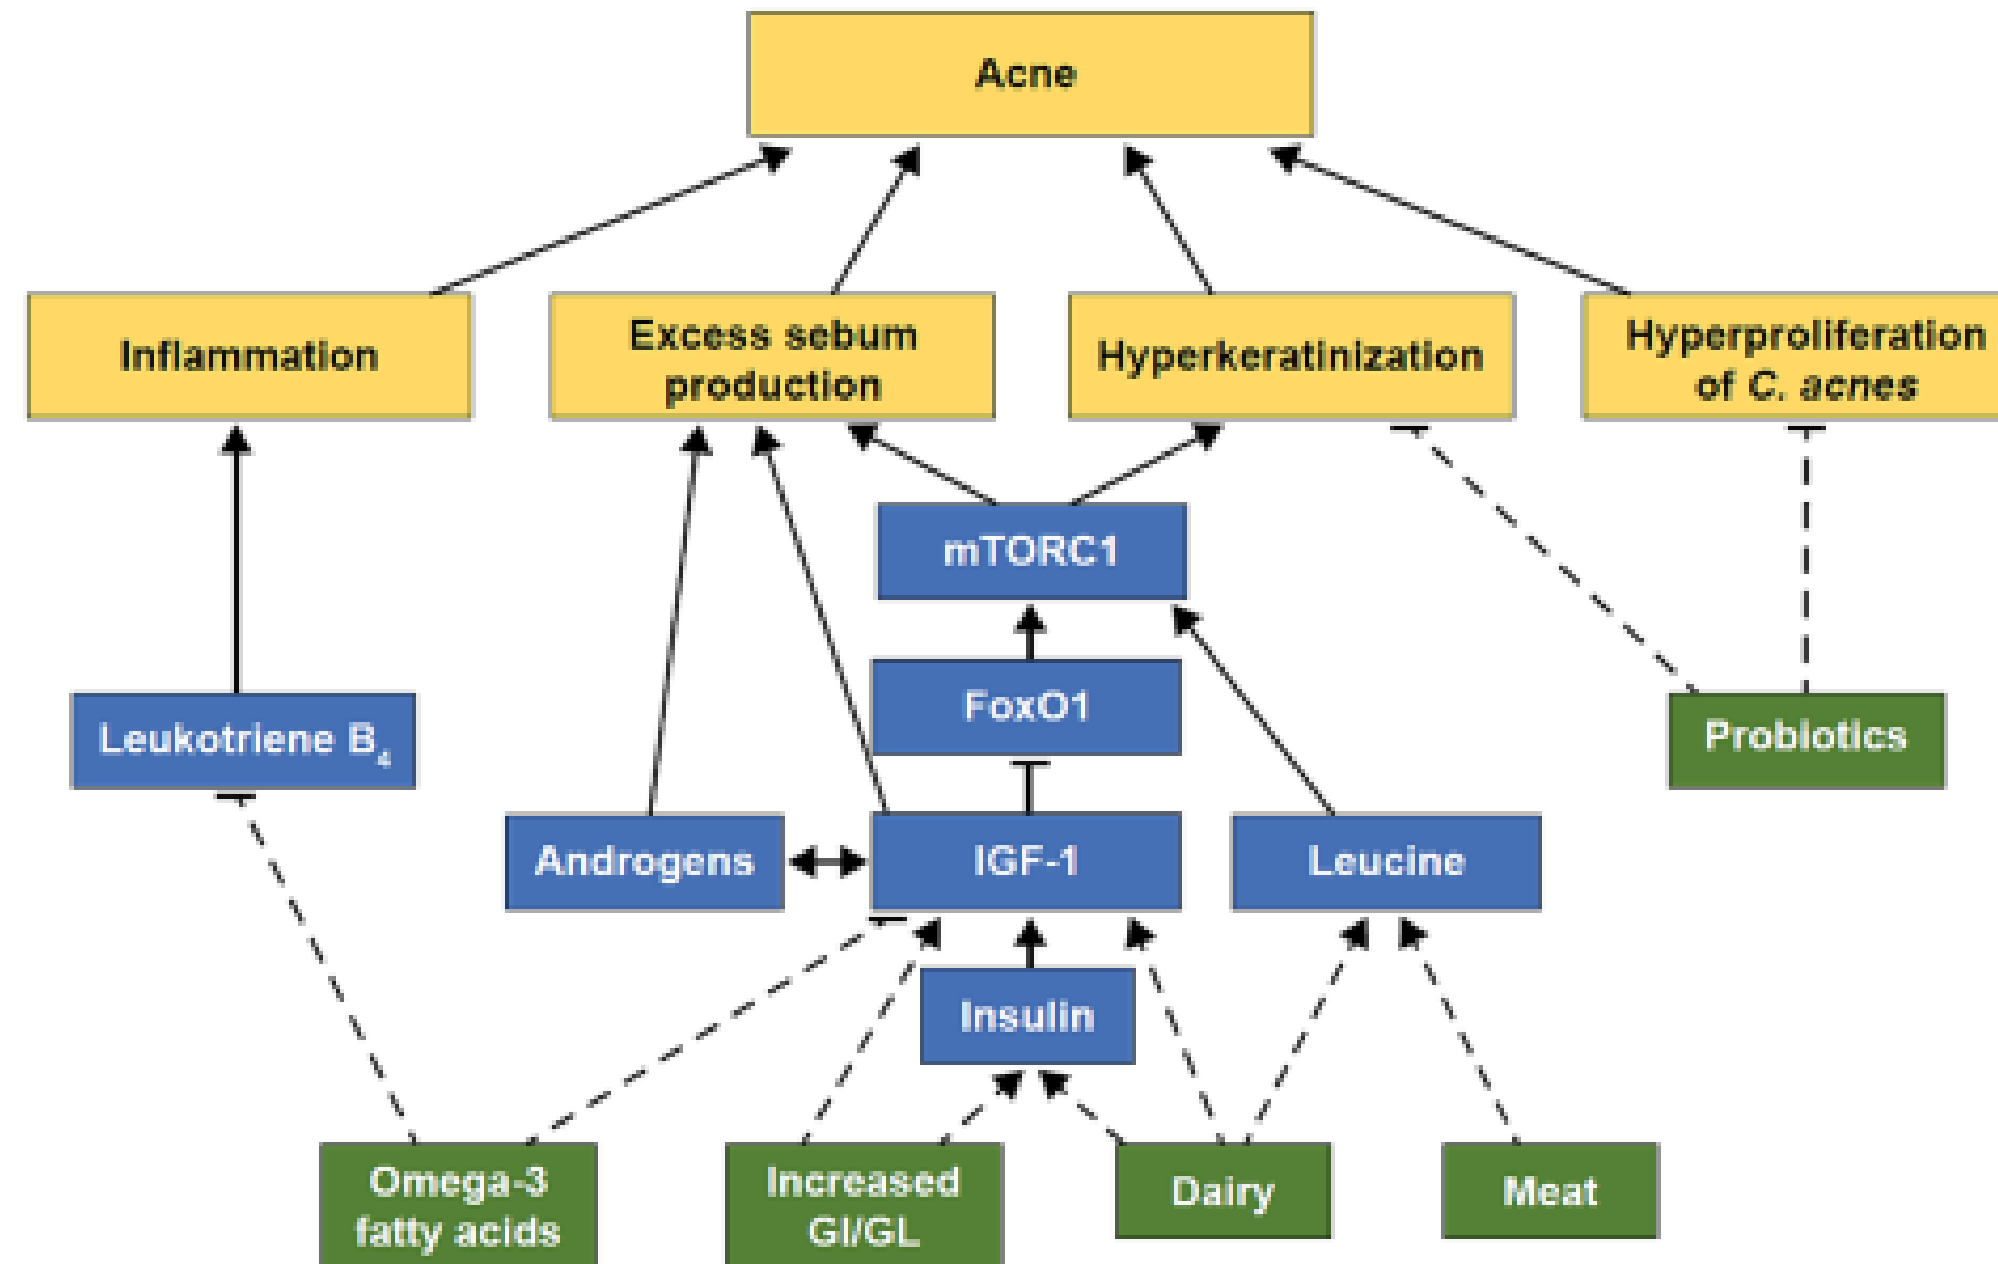 Acne
Inflammation
Excess sebum
production
Hyperkeratinization
Hyperproliferation
of C. acnes
mTORC1
FoxO1
Leukotriene B₄
Probiotics
Androgens
IGF-1
Leucine
Insulin
Omega-3
fatty acids
Increased
GI/GL
Dairy
Meat